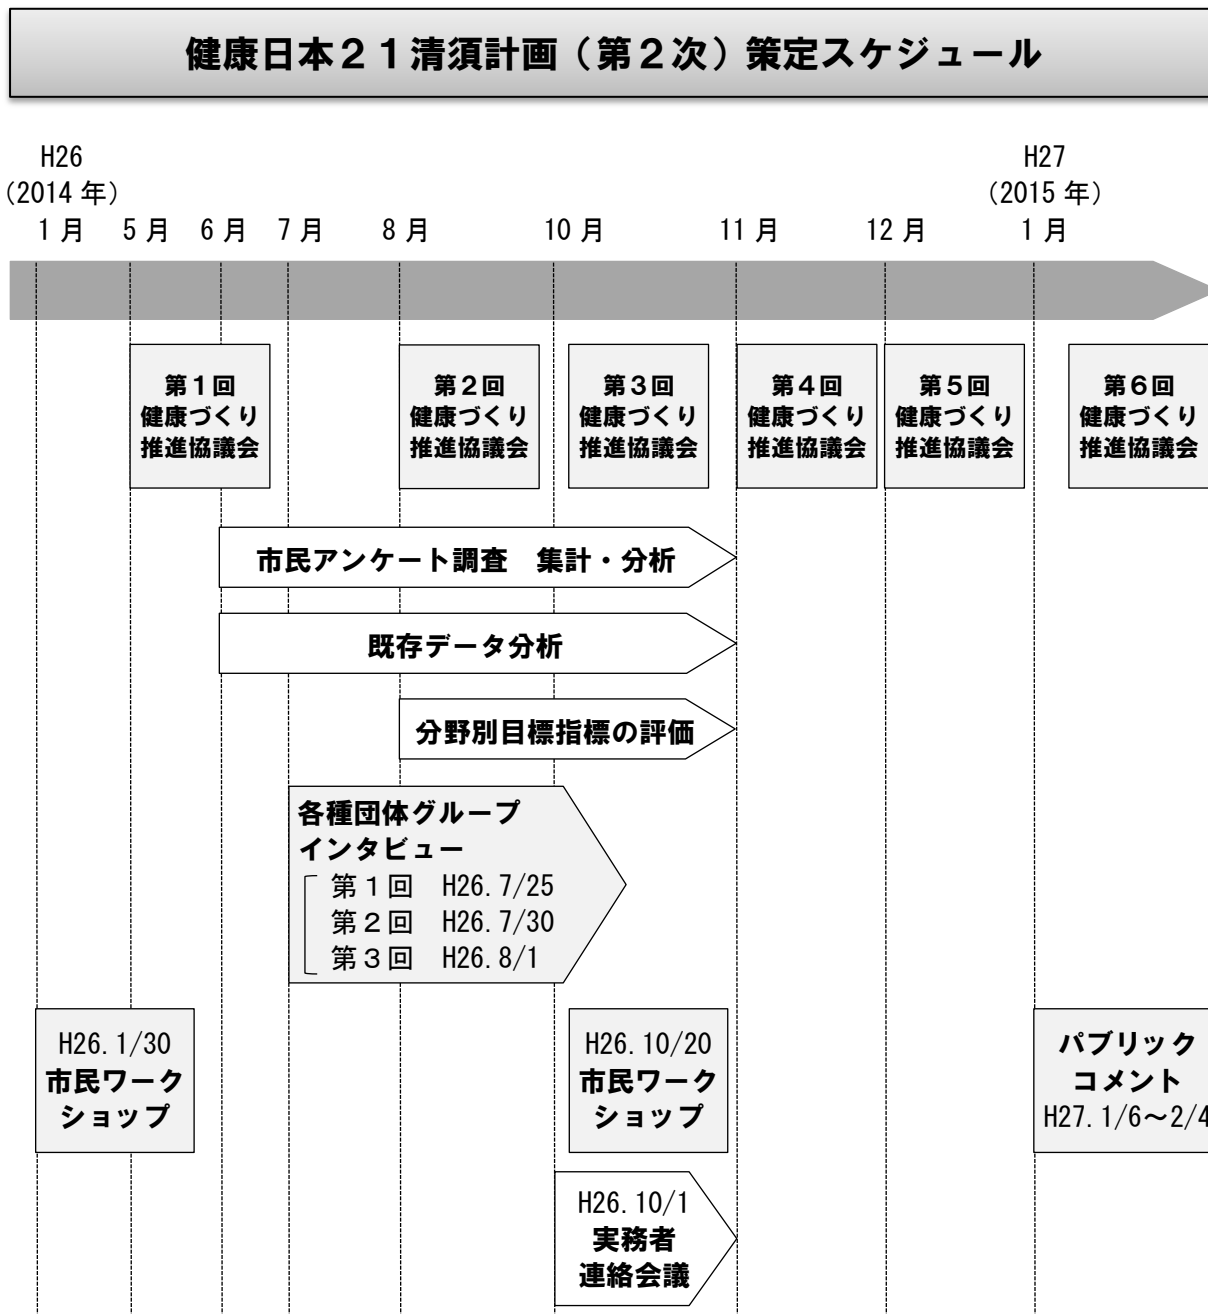 健康日本２１清須計画（第２次）策定スケジュール
H26
（2014 年）
H27
（2015 年）
1 月 5 月 6 月 7 月 8 月 10 月 11 月 12 月 1 月
第１回
健康づくり
推進協議会
第２回
健康づくり
推進協議会
第３回
健康づくり
推進協議会
第４回
健康づくり
推進協議会
第５回
健康づくり
推進協議会
第６回
健康づくり
推進協議会
市民アンケート調査　集計・分析
既存データ分析
分野別目標指標の評価
各種団体グループ
インタビュー
第１回　H26. 7/25
第２回　H26. 7/30
第３回　H26. 8/1
H26. 1/30
市民ワーク
ショップ
H26. 10/20
市民ワーク
ショップ
パブリック
コメント
H27. 1/6～2/4
H26. 10/1
実務者
連絡会議